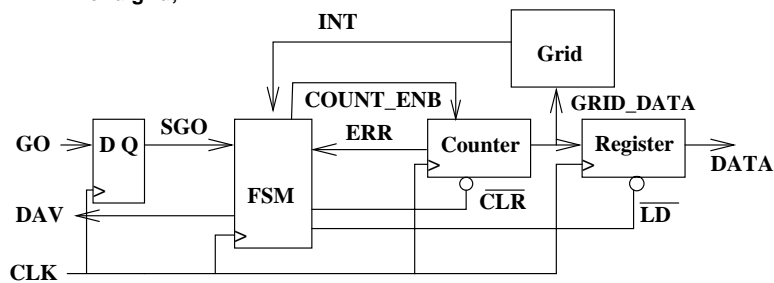 INT
Grid
COUNT_ENB
GRID_DATA
GO
D Q
SGO
ERR
Counter
Register
DATA
FSM
DAV
CLR
LD
CLK